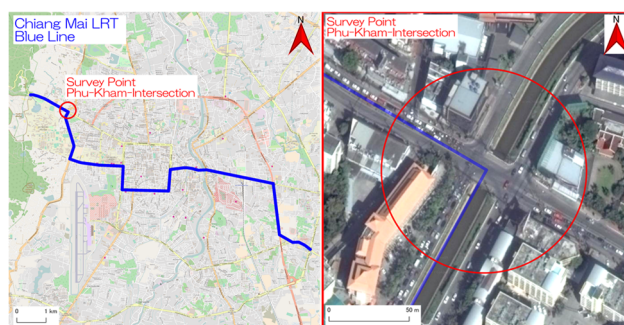 Chiang Mai LRT
Blue Line
N
Survey Point
Phu-Kham-Intersection
0
1 km
Survey Point
Phu-Kham-Intersection
N
0
50 m